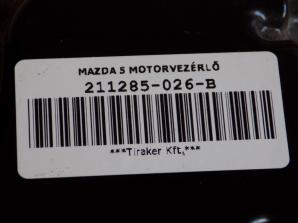 MAZDA 5 MOTORVEZÉRLŐ
211285-026-B
***Tiraker Kft.***